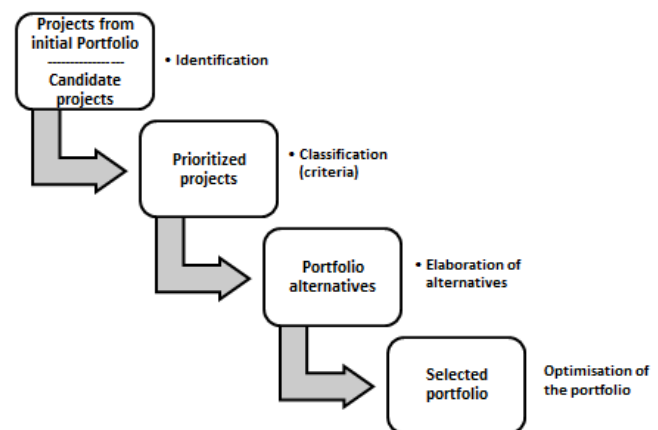 Projects from
initial Portfolio
-----------------
Candidate
projects
• Identification
Prioritized
projects
• Classification
(criteria)
Portfolio
alternatives
• Elaboration of
alternatives
Selected
portfolio
Optimisation of
the portfolio